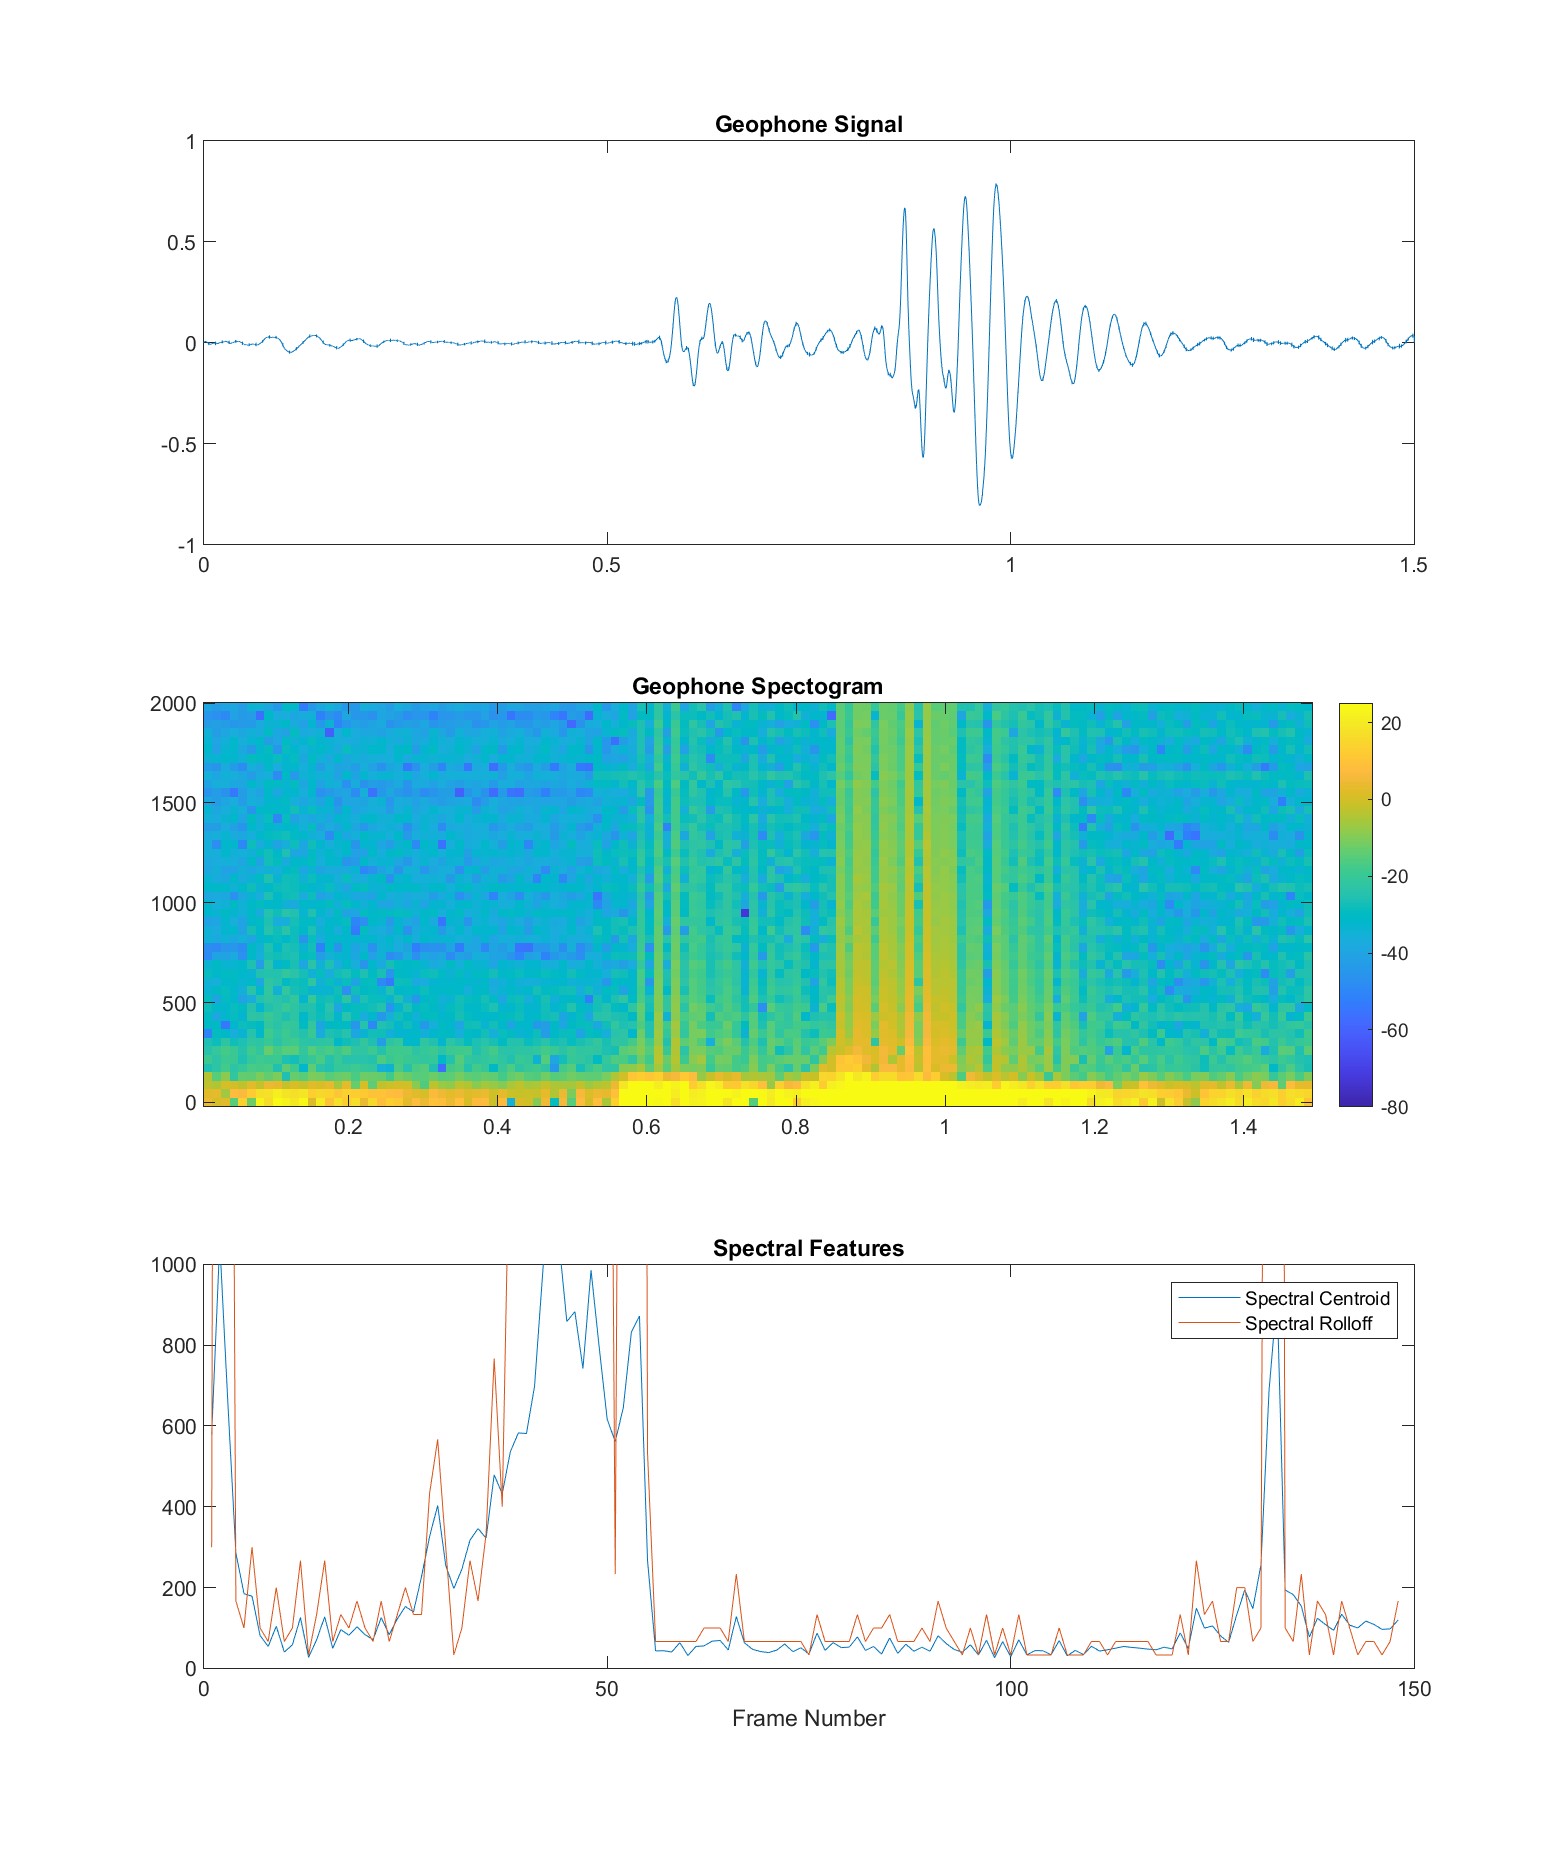 Geophone Signal
1
0.5
0
-0.5
-1
0 0.5 1 1.5
Geophone Spectogram
2000
1500
1000
500
0
0.2 0.4 0.6 0.8 1 1.2 1.4
20
0
-20
-40
-60
-80
Spectral Features
1000
800
600
400
200
0
Spectral Centroid
Spectral Rolloff
0 50 100 150
Frame Number